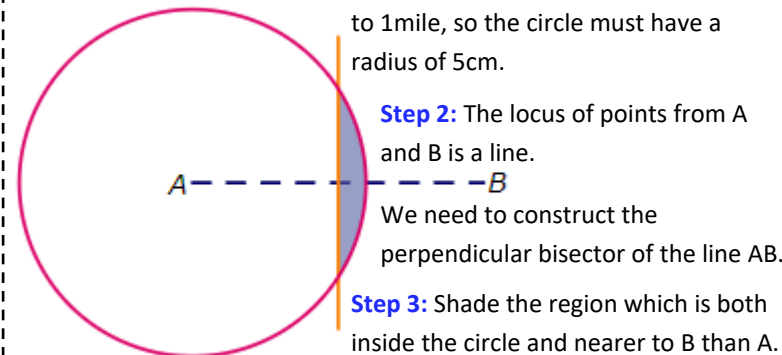 to 1mile, so the circle must have a
radius of 5cm.
Step 2: The locus of points from A
and B is a line.
A
B
We need to construct the
perpendicular bisector of the line AB.
Step 3: Shade the region which is both
inside the circle and nearer to B than A.